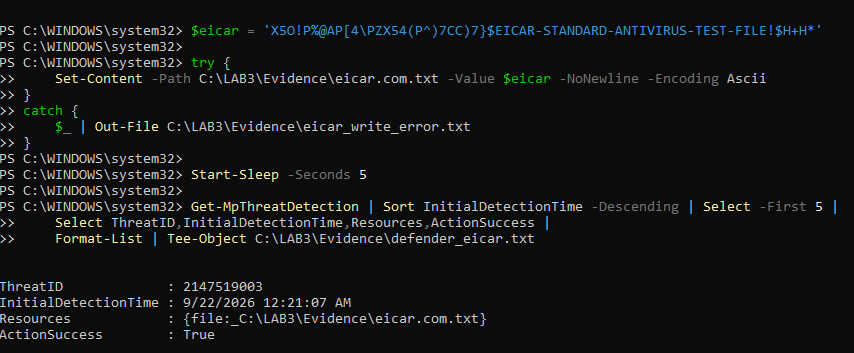 PS C:\WINDOWS\system32> $eicar = 'X5O!P%@AP[4\PZX54(P^)7CC)7}$EICAR-STANDARD-ANTIVIRUS-TEST-FILE!$H+H*'
PS C:\WINDOWS\system32>
PS C:\WINDOWS\system32> try {
>>     Set-Content -Path C:\LAB3\Evidence\eicar.com.txt -Value $eicar -NoNewline -Encoding Ascii
>> }
>> catch {
>>     $_ | Out-File C:\LAB3\Evidence\eicar_write_error.txt
>> }
PS C:\WINDOWS\system32>
PS C:\WINDOWS\system32> Start-Sleep -Seconds 5
PS C:\WINDOWS\system32>
PS C:\WINDOWS\system32> Get-MpThreatDetection | Sort InitialDetectionTime -Descending | Select -First 5 |
>>     Select ThreatID,InitialDetectionTime,Resources,ActionSuccess |
>>     Format-List | Tee-Object C:\LAB3\Evidence\defender_eicar.txt
ThreatID             : 2147519003
InitialDetectionTime : 9/22/2026 12:21:07 AM
Resources            : {file:_C:\LAB3\Evidence\eicar.com.txt}
ActionSuccess        : True